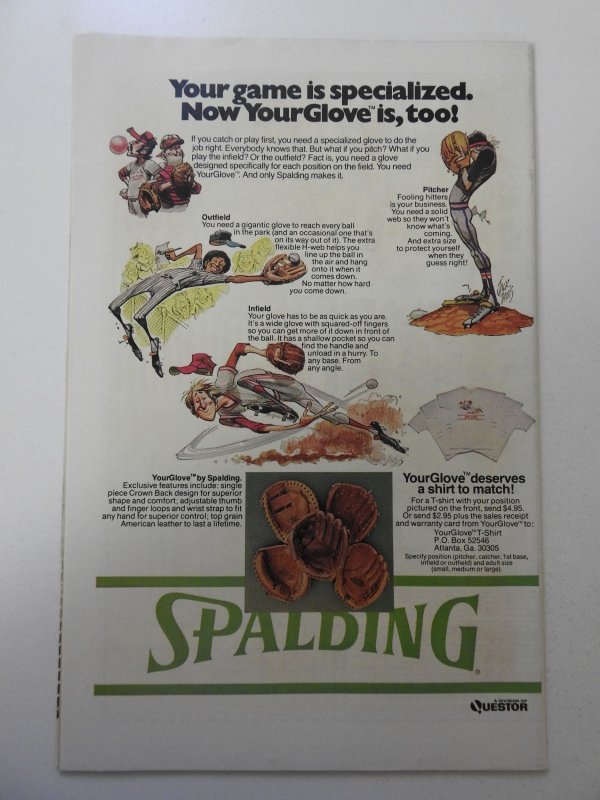 Your game is specialized.
Now YourGlove™ is, too!
If you catch or play first, you need a specialized glove to do the
job right. Everybody knows that. But what if you pitch? What if you
play the infield? Or the outfield? Fact is, you need a glove
designed specifically for each position on the field. You need
YourGlove™. And only Spalding makes it.
Pitcher
Fooling hitters
is your business.
You need a solid
web so they won't
know what's
coming.
And extra size
to protect yourself
when they
guess right!
Outfield
You need a gigantic glove to reach every ball
in the park (and an occasional one that's
on its way out of it). The extra
flexible H-web helps you
line up the ball in
the air and hang
onto it when it
comes down.
No matter how hard
you come down.
Infield
Your glove has to be as quick as you are.
It's a wide glove with squared-off fingers
so you can get more of it down in front of
the ball. It has a shallow pocket so you can
find the handle and
unload in a hurry. To
any base. From
any angle.
YourGlove™ by Spalding.
Exclusive features include: single
piece Crown Back design for superior
shape and comfort; adjustable thumb
and finger loops and wrist strap to fit
any hand for superior control; top grain
American leather to last a lifetime.
YourGlove™ deserves
a shirt to match!
For a T-shirt with your position
pictured on the front, send $4.95.
Or send $2.95 plus the sales receipt
and warranty card from YourGlove™ to:
YourGlove™ T-Shirt
P.O. Box 52546
Atlanta, Ga. 30305
Specify position (pitcher, catcher, 1st base,
infield or outfield) and adult size
(small, medium or large).
SPALDING®
A DIVISION OF
QUESTOR